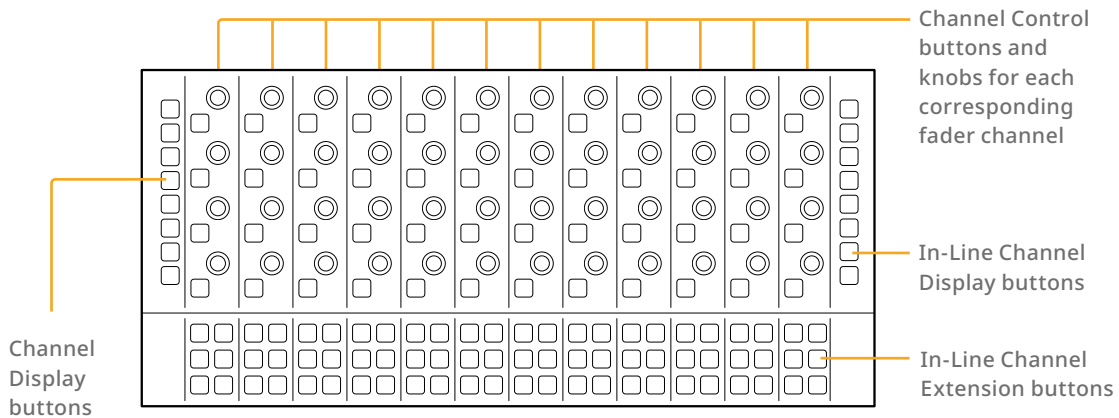 Channel Control
buttons and
knobs for each
corresponding
fader channel
In-Line Channel
Display buttons
Channel
Display
buttons
In-Line Channel
Extension buttons